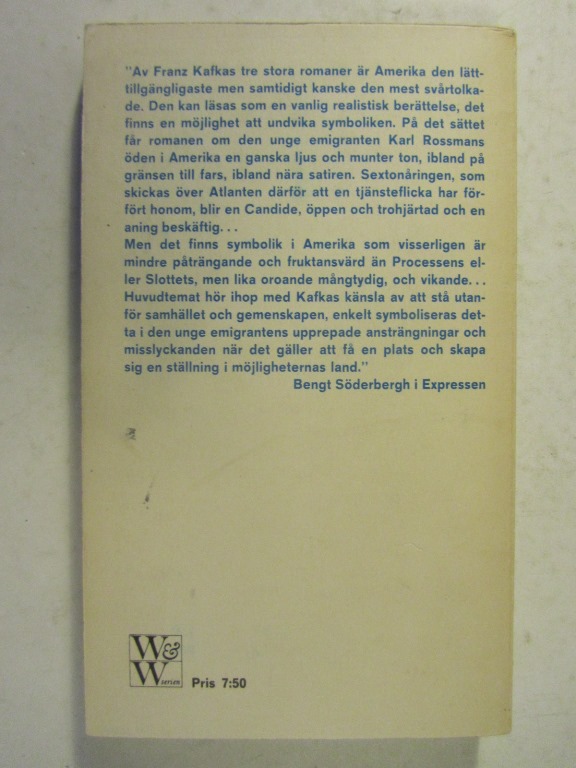 "Av Franz Kafkas tre stora romaner är Amerika den lätt-
tillgängligaste men samtidigt kanske den mest svårtolka-
de. Den kan läsas som en vanlig realistisk berättelse, det
finns en möjlighet att undvika symboliken. På det sättet
får romanen om den unge emigranten Karl Rossmans
öden i Amerika en ganska ljus och munter ton, ibland på
gränsen till fars, ibland nära satiren. Sextonåringen, som
skickas över Atlanten därför att en tjänsteflicka har för-
fört honom, blir en Candide, öppen och trohjärtad och en
aning beskäftig...
Men det finns symbolik i Amerika som visserligen är
mindre påträngande och fruktansvärd än Processens el-
ler Slottets, men lika oroande mångtydig, och vikande...
Huvudtemat hör ihop med Kafkas känsla av att stå utan-
för samhället och gemenskapen, enkelt symboliseras det-
ta i den unge emigrantens upprepade ansträngningar och
misslyckanden när det gäller att få en plats och skapa
sig en ställning i möjligheternas land."
Bengt Söderbergh i Expressen
W&
W serien
Pris 7:50